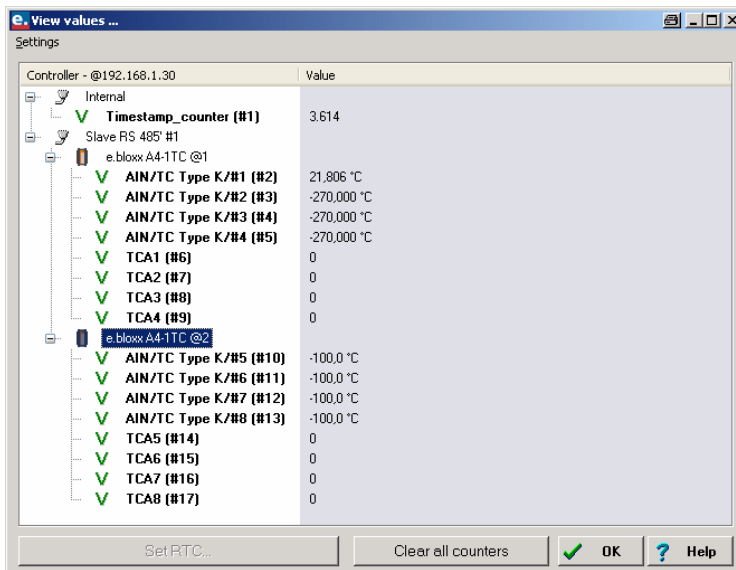 e. View values ...
Settings
Controller - @192.168.1.30 Value
Internal
V Timestamp_counter (#1) 3.614
Slave RS 485' #1
e.bloxx A4-1TC @1
V AIN/TC Type K/#1 (#2) 21,806 °C
V AIN/TC Type K/#2 (#3) -270,000 °C
V AIN/TC Type K/#3 (#4) -270,000 °C
V AIN/TC Type K/#4 (#5) -270,000 °C
V TCA1 (#6) 0
V TCA2 (#7) 0
V TCA3 (#8) 0
V TCA4 (#9) 0
e.bloxx A4-1TC @2
V AIN/TC Type K/#5 (#10) -100,0 °C
V AIN/TC Type K/#6 (#11) -100,0 °C
V AIN/TC Type K/#7 (#12) -100,0 °C
V AIN/TC Type K/#8 (#13) -100,0 °C
V TCA5 (#14) 0
V TCA6 (#15) 0
V TCA7 (#16) 0
V TCA8 (#17) 0
Set RTC... Clear all counters OK ? Help